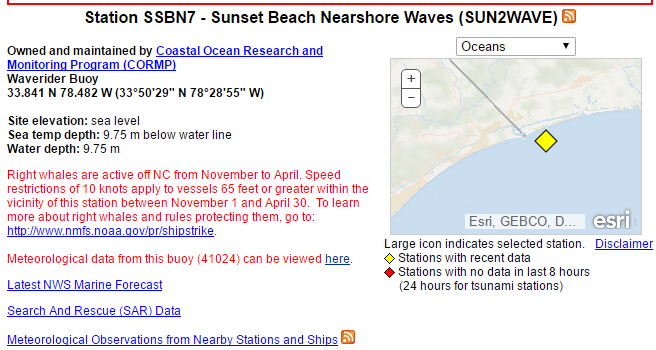 Station SSBN7 - Sunset Beach Nearshore Waves (SUN2WAVE)
Owned and maintained by Coastal Ocean Research and
Monitoring Program (CORMP)
Waverider Buoy
33.841 N 78.482 W (33°50'29" N 78°28'55" W)
Site elevation: sea level
Sea temp depth: 9.75 m below water line
Water depth: 9.75 m
Right whales are active off NC from November to April. Speed
restrictions of 10 knots apply to vessels 65 feet or greater within the
vicinity of this station between November 1 and April 30. To learn
more about right whales and rules protecting them, go to:
http://www.nmfs.noaa.gov/pr/shipstrike.
Meteorological data from this buoy (41024) can be viewed here.
Latest NWS Marine Forecast
Search And Rescue (SAR) Data
Meteorological Observations from Nearby Stations and Ships
Oceans
+
−
Esri, GEBCO, D...
esri
Large icon indicates selected station. Disclaimer
Stations with recent data
Stations with no data in last 8 hours
(24 hours for tsunami stations)